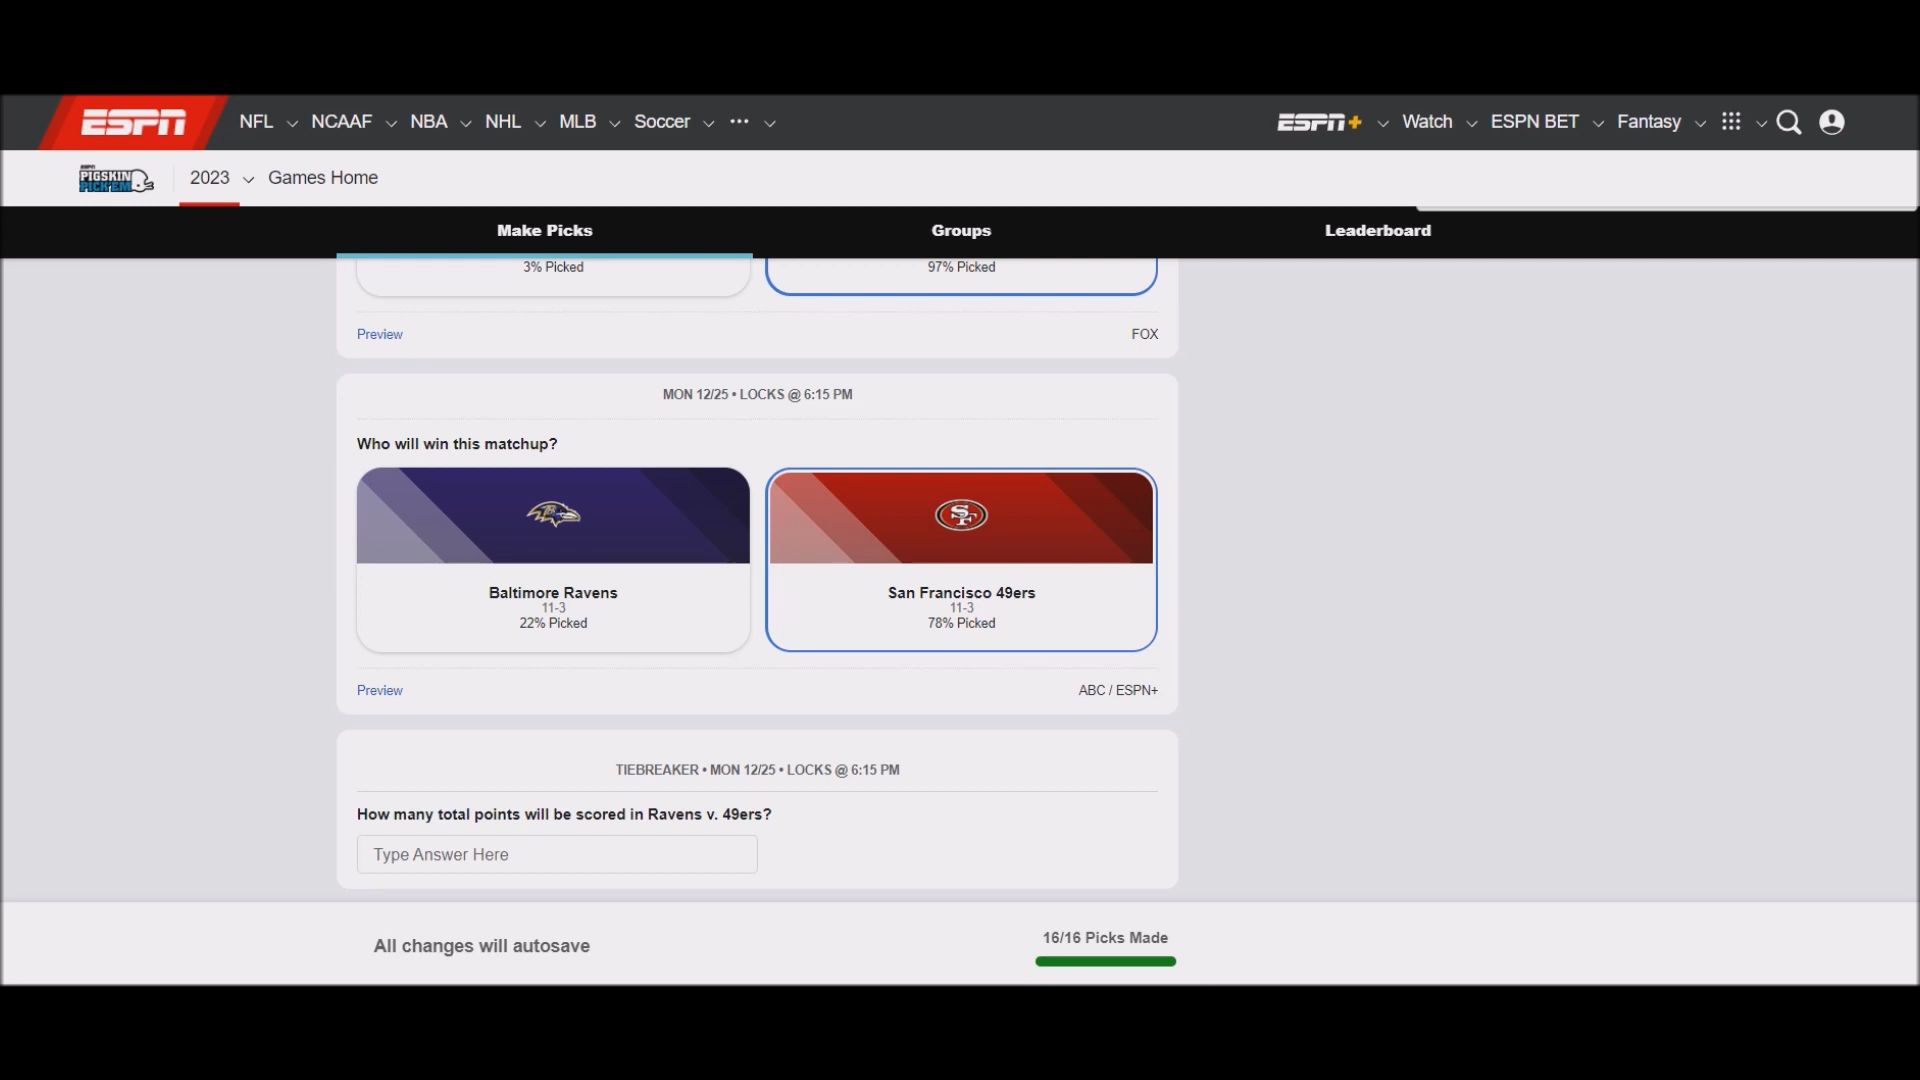 ESPN NFL NCAAF NBA NHL MLB Soccer ••• ESPN+ Watch ESPN BET Fantasy
ESPN PIGSKIN PICK'EM 2023 Games Home
Make Picks Groups Leaderboard
3% Picked 97% Picked
Preview FOX
MON 12/25 • LOCKS @ 6:15 PM
Who will win this matchup?
SF
Baltimore Ravens San Francisco 49ers
11-3 11-3
22% Picked 78% Picked
Preview ABC / ESPN+
TIEBREAKER • MON 12/25 • LOCKS @ 6:15 PM
How many total points will be scored in Ravens v. 49ers?
Type Answer Here
All changes will autosave 16/16 Picks Made